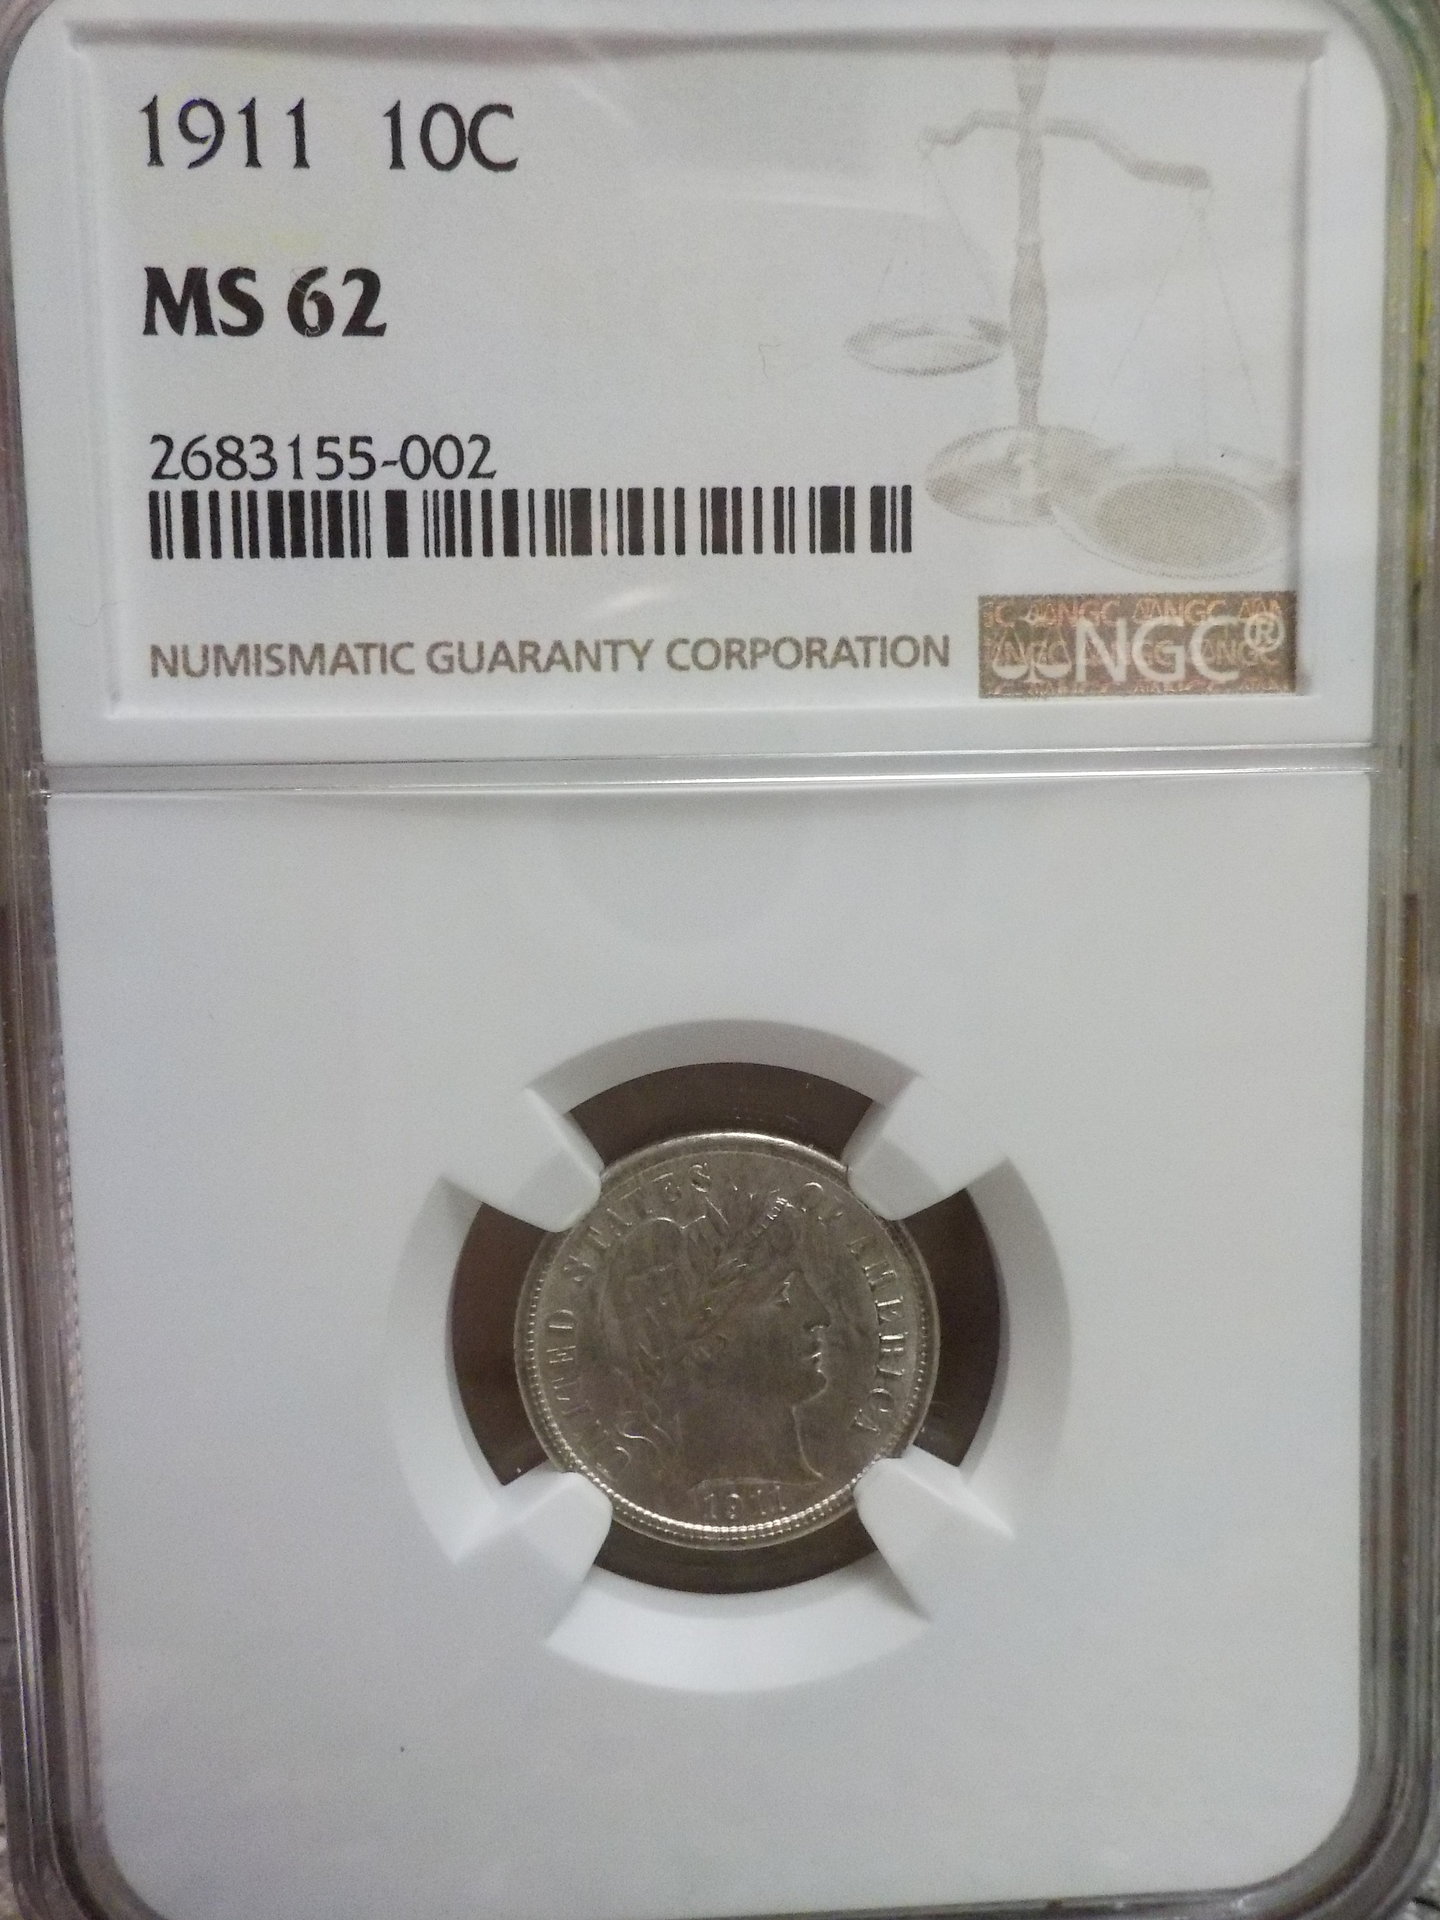 1911 10C
MS 62
2683155-002
NUMISMATIC GUARANTY CORPORATION
NGC®
UNITED STATES OF AMERICA
1911